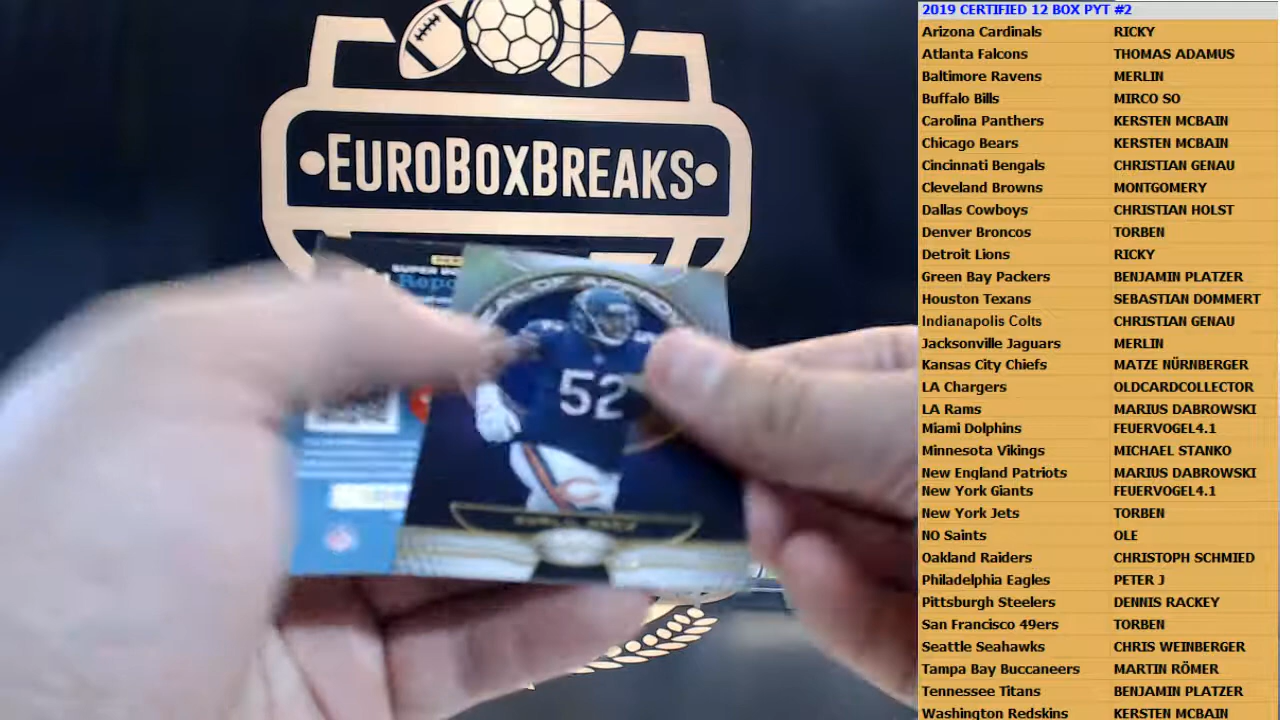 EUROBOXBREAKS
52
2019 CERTIFIED 12 BOX PYT #2
Arizona Cardinals RICKY
Atlanta Falcons THOMAS ADAMUS
Baltimore Ravens MERLIN
Buffalo Bills MIRCO SO
Carolina Panthers KERSTEN MCBAIN
Chicago Bears KERSTEN MCBAIN
Cincinnati Bengals CHRISTIAN GENAU
Cleveland Browns MONTGOMERY
Dallas Cowboys CHRISTIAN HOLST
Denver Broncos TORBEN
Detroit Lions RICKY
Green Bay Packers BENJAMIN PLATZER
Houston Texans SEBASTIAN DOMMERT
Indianapolis Colts CHRISTIAN GENAU
Jacksonville Jaguars MERLIN
Kansas City Chiefs MATZE NÜRNBERGER
LA Chargers OLDCARDCOLLECTOR
LA Rams MARIUS DABROWSKI
Miami Dolphins FEUERVOGEL4.1
Minnesota Vikings MICHAEL STANKO
New England Patriots MARIUS DABROWSKI
New York Giants FEUERVOGEL4.1
New York Jets TORBEN
NO Saints OLE
Oakland Raiders CHRISTOPH SCHMIED
Philadelphia Eagles PETER J
Pittsburgh Steelers DENNIS RACKEY
San Francisco 49ers TORBEN
Seattle Seahawks CHRIS WEINBERGER
Tampa Bay Buccaneers MARTIN RÖMER
Tennessee Titans BENJAMIN PLATZER
Washington Redskins KERSTEN MCBAIN